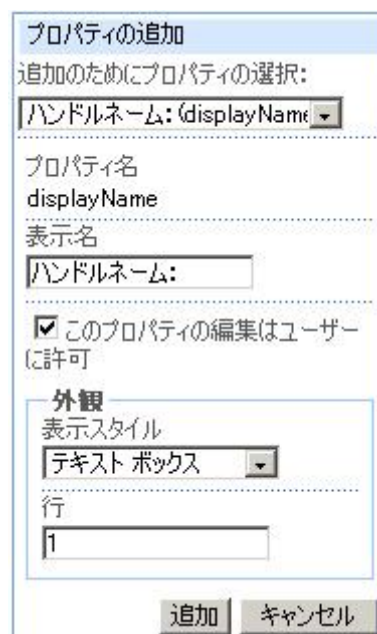 プロパティの追加
追加のためにプロパティの選択:
ハンドルネーム: (displayName
プロパティ名
displayName
表示名
ハンドルネーム:
このプロパティの編集はユーザー
に許可
外観
表示スタイル
テキスト ボックス
行
1
追加 キャンセル